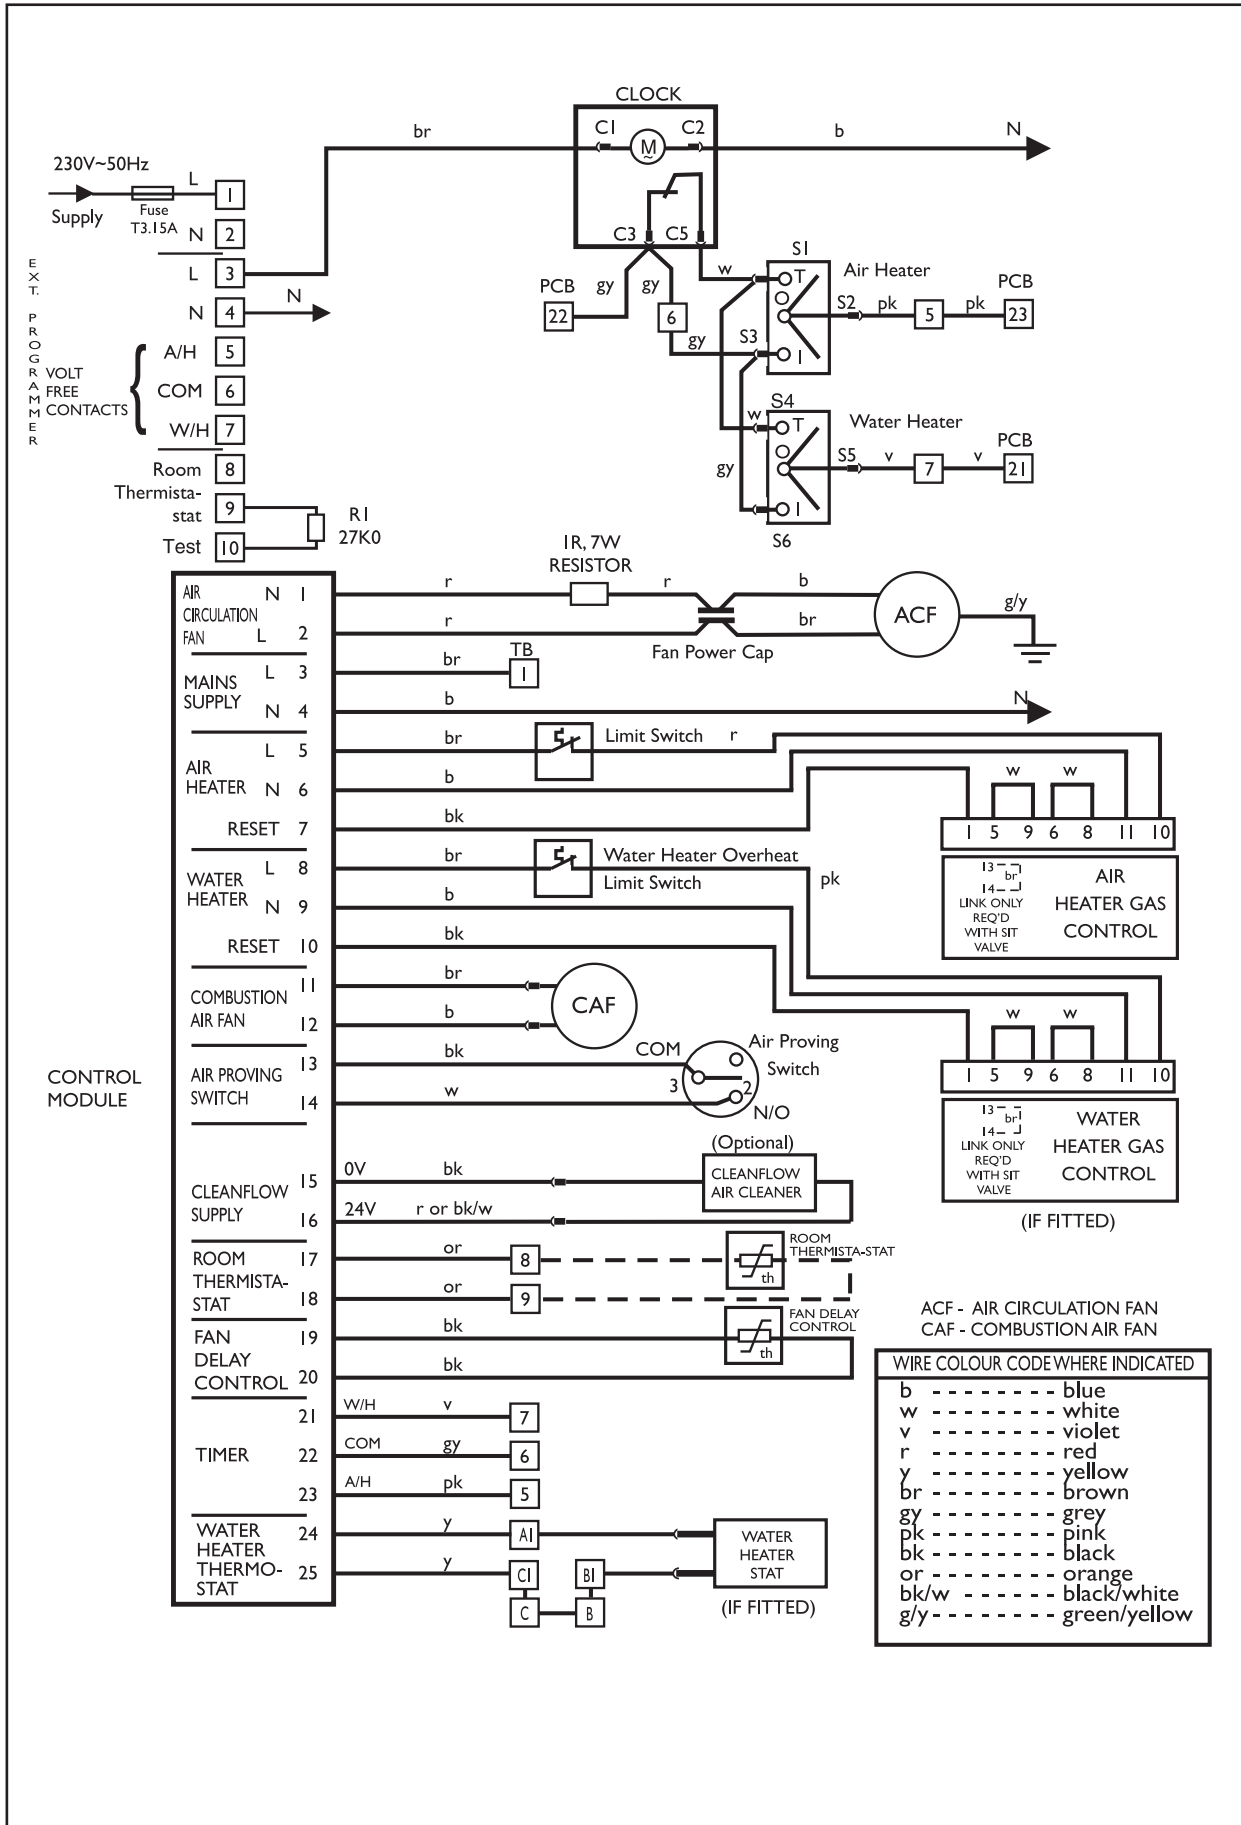 CLOCK
br
C1
M
~
C2
b
N
230V~50Hz
L
1
Supply
Fuse
T3.15A
N
2
C3
C5
EXT. PROGRAMMER
L
3
N
N
4
VOLT
FREE
CONTACTS
A/H
5
COM
6
W/H
7
Room
8
Thermista-
stat
9
Test
10
R1
27K0
PCB
22
gy
gy
6
gy
w
S1
T
O
I
S3
Air Heater
S2
pk
5
pk
PCB
23
S4
w
T
O
I
gy
S6
Water Heater
S5
v
7
v
PCB
21
CONTROL
MODULE
AIR
CIRCULATION
FAN
N 1
L 2
r
1R, 7W
RESISTOR
r
b
r
br
Fan Power Cap
ACF
g/y
MAINS
SUPPLY
L 3
N 4
br
TB
1
b
N
AIR
HEATER
L 5
N 6
RESET 7
br
Limit Switch
r
b
bk
w
w
1 5 9 6 8 11 10
13
br
14
LINK ONLY
REQ'D
WITH SIT
VALVE
AIR
HEATER GAS
CONTROL
WATER
HEATER
L 8
N 9
RESET 10
br
Water Heater Overheat
Limit Switch
pk
b
bk
w
w
1 5 9 6 8 11 10
13
br
14
LINK ONLY
REQ'D
WITH SIT
VALVE
WATER
HEATER GAS
CONTROL
(IF FITTED)
COMBUSTION
AIR FAN
11
12
br
b
CAF
AIR PROVING
SWITCH
13
14
bk
w
COM
3
2
N/O
Air Proving
Switch
CLEANFLOW
SUPPLY
15
16
0V
bk
24V
r or bk/w
(Optional)
CLEANFLOW
AIR CLEANER
ROOM
THERMISTA-
STAT
17
18
or
8
or
9
th
ROOM
THERMISTA-STAT
FAN
DELAY
CONTROL
19
20
bk
bk
th
FAN DELAY
CONTROL
TIMER
21
22
23
W/H
v
7
COM
gy
6
A/H
pk
5
WATER
HEATER
THERMO-
STAT
24
25
y
A1
y
C1
B1
C
B
WATER
HEATER
STAT
(IF FITTED)
ACF - AIR CIRCULATION FAN
CAF - COMBUSTION AIR FAN
WIRE COLOUR CODE WHERE INDICATED
b - - - - - - - - - blue
w - - - - - - - - white
v - - - - - - - - - violet
r - - - - - - - - - red
y - - - - - - - - - yellow
br - - - - - - - - brown
gy - - - - - - - - grey
pk - - - - - - - - pink
bk - - - - - - - - black
or - - - - - - - - orange
bk/w - - - - - - black/white
g/y - - - - - - - - green/yellow